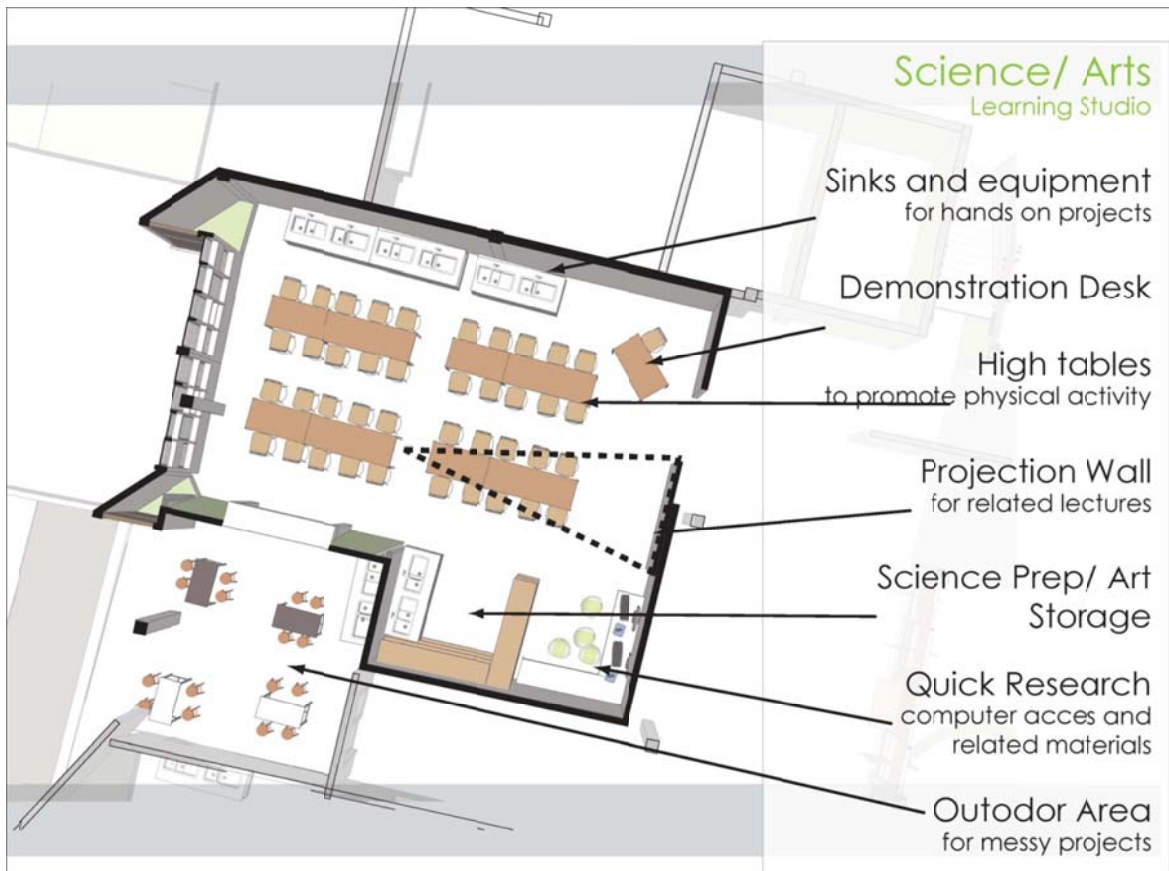 Science/ Arts
Learning Studio
Sinks and equipment
for hands on projects
Demonstration Desk
High tables
to promote physical activity
Projection Wall
for related lectures
Science Prep/ Art
Storage
Quick Research
computer acces and
related materials
Outodor Area
for messy projects